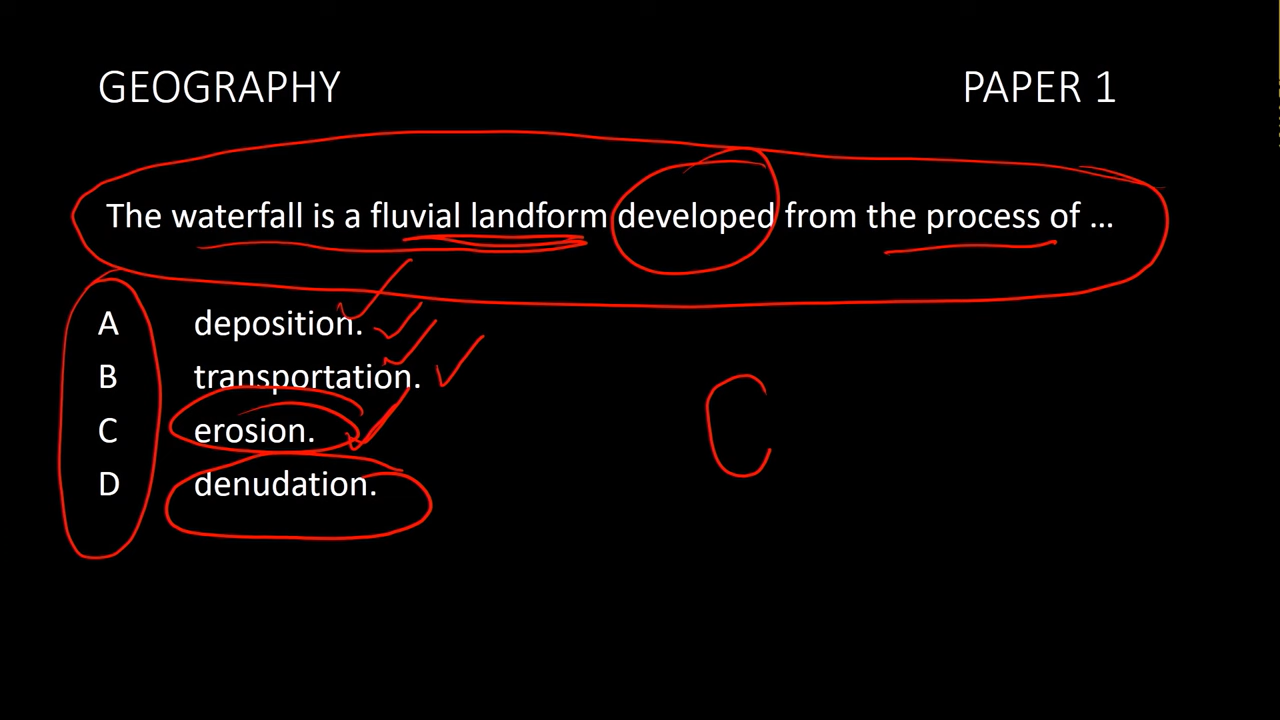 GEOGRAPHY PAPER 1
The waterfall is a fluvial landform developed from the process of ...
A deposition.
B transportation.
C erosion.
D denudation.
C